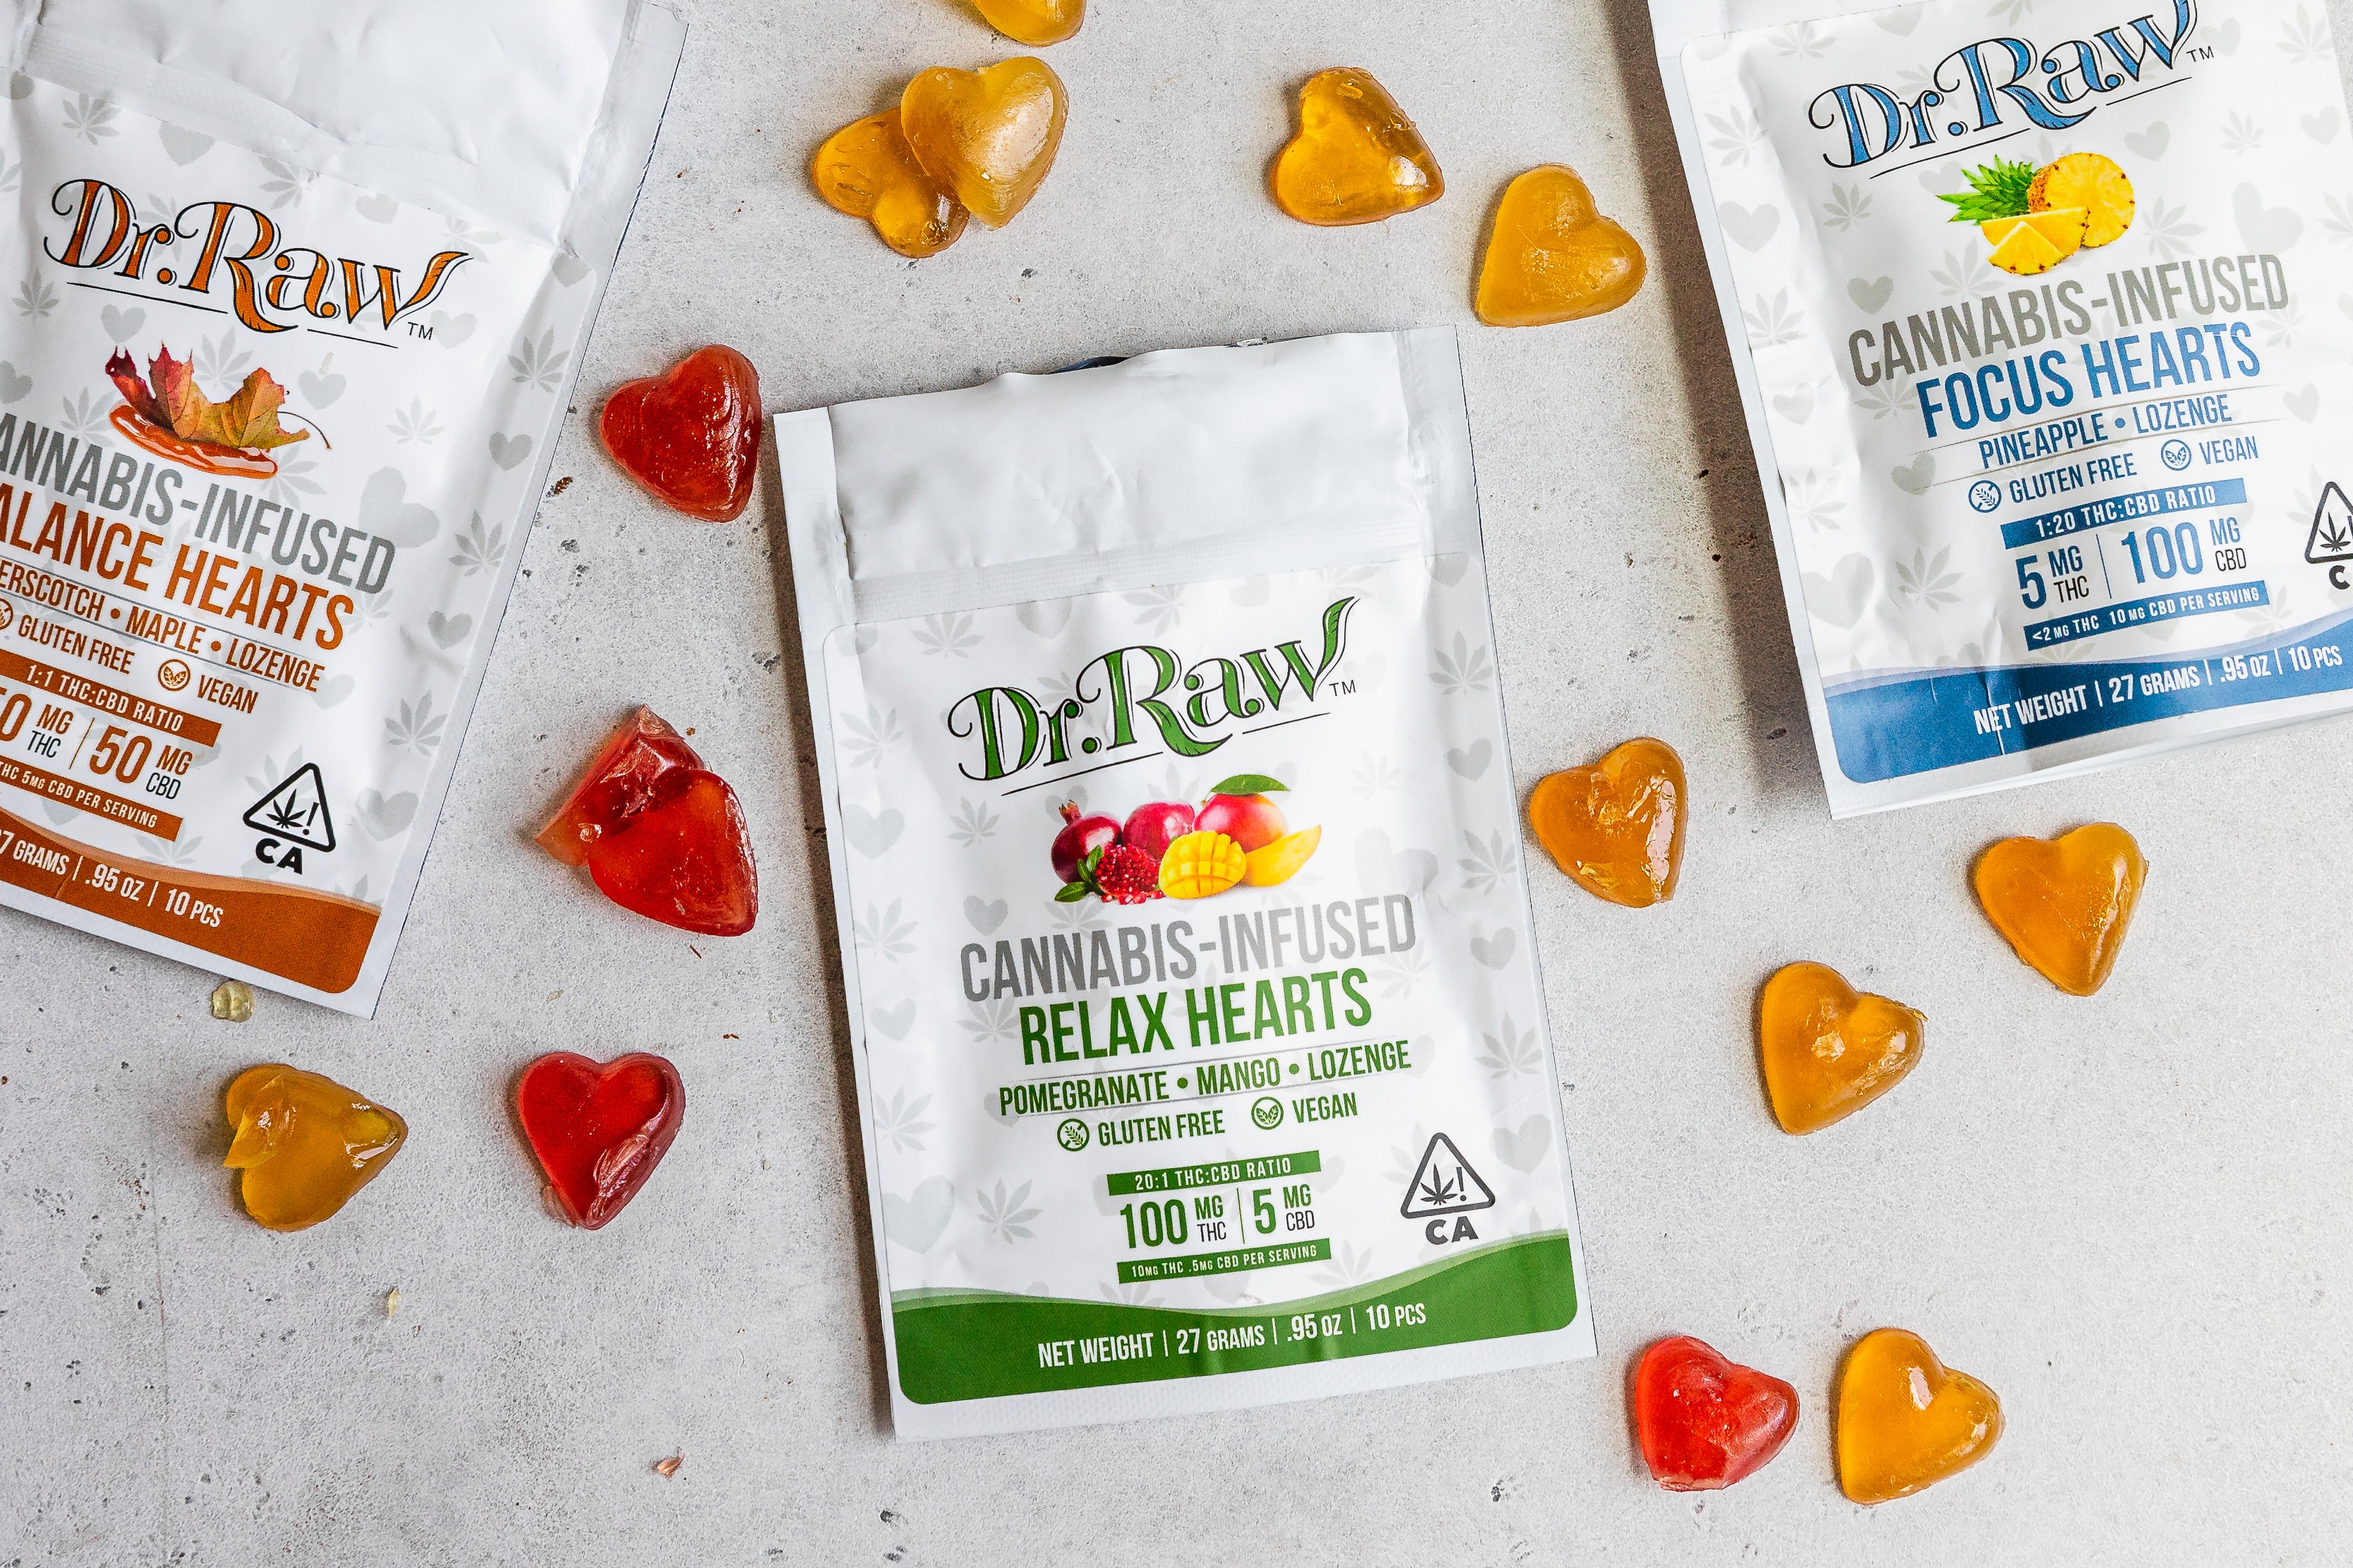 Dr.Raw™
ANNABIS-INFUSED
ALANCE HEARTS
ERSCOTCH • MAPLE • LOZENGE
GLUTEN FREE VEGAN
1:1 THC:CBD RATIO
50 MG THC | 50 MG CBD
THC 5MG CBD PER SERVING
7 GRAMS | .95 OZ | 10 PCS
CA
Dr.Raw™
CANNABIS-INFUSED
RELAX HEARTS
POMEGRANATE • MANGO • LOZENGE
GLUTEN FREE VEGAN
20:1 THC:CBD RATIO
100 MG THC | 5 MG CBD
10MG THC .5MG CBD PER SERVING
CA
NET WEIGHT | 27 GRAMS | .95 OZ | 10 PCS
Dr.Raw™
CANNABIS-INFUSED
FOCUS HEARTS
PINEAPPLE • LOZENGE
GLUTEN FREE VEGAN
1:20 THC:CBD RATIO
5 MG THC | 100 MG CBD
<2MG THC 10MG CBD PER SERVING
C
NET WEIGHT | 27 GRAMS | .95 OZ | 10 PCS